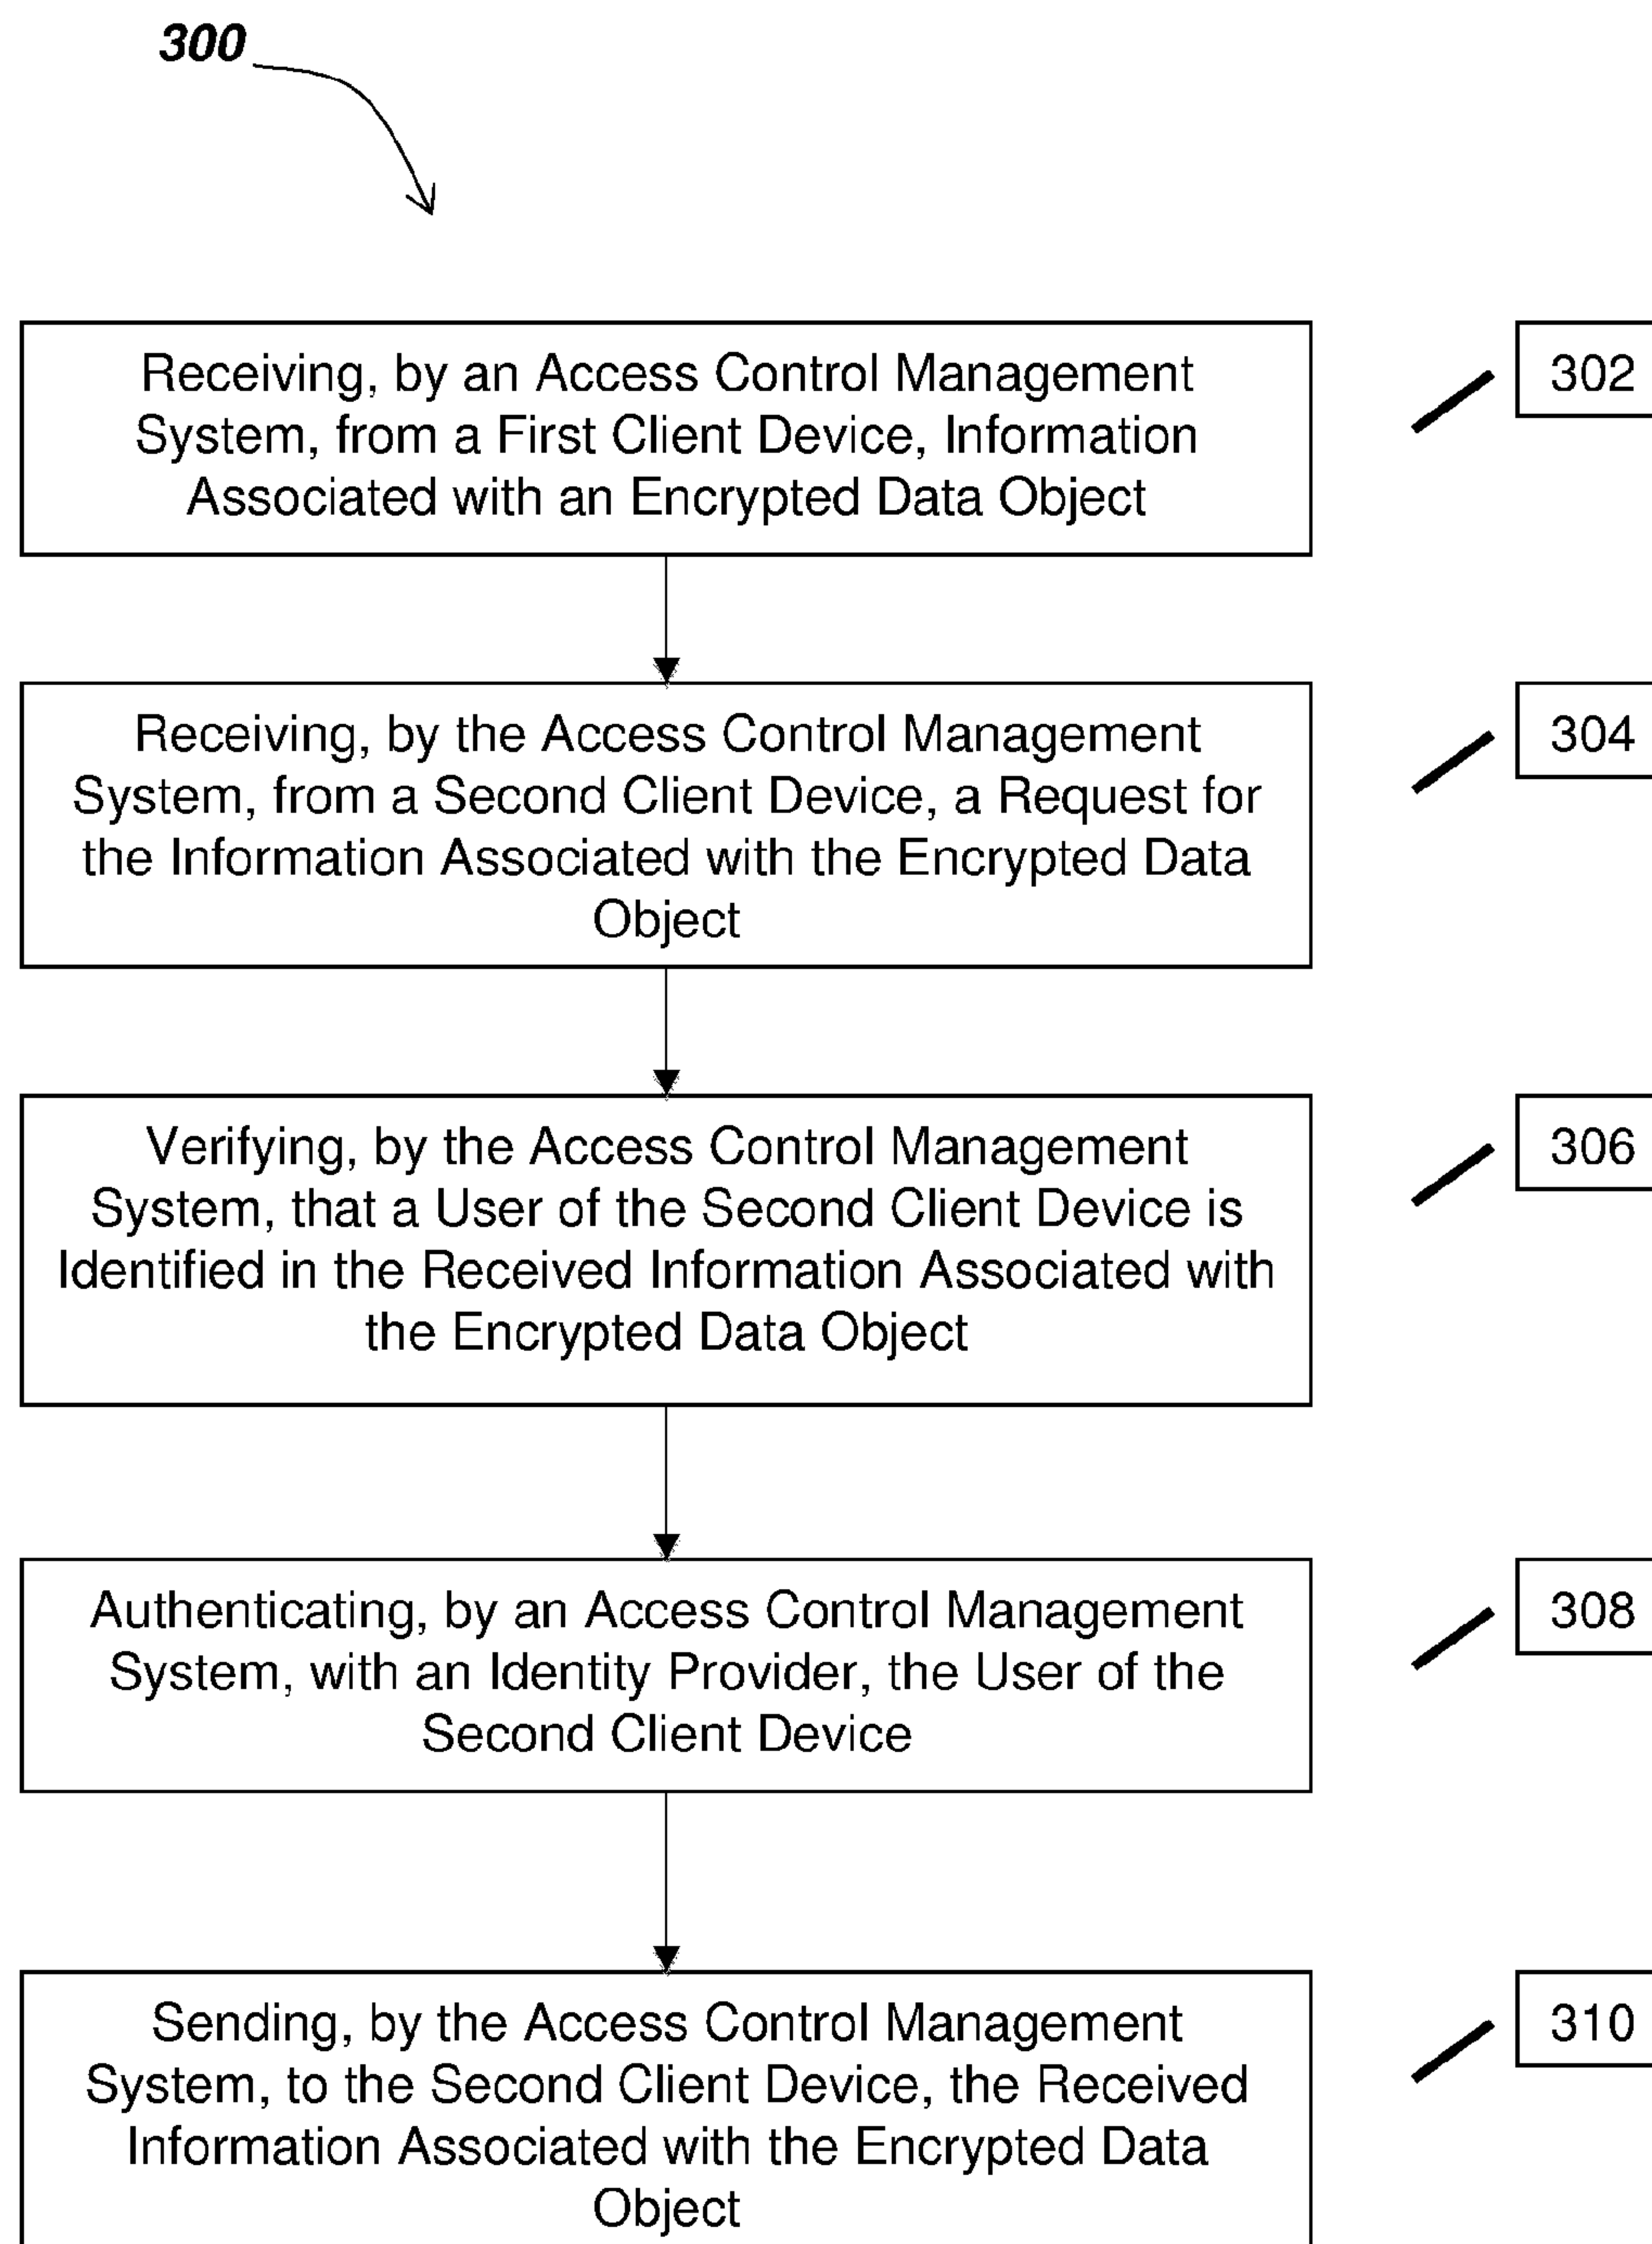 300
Receiving, by an Access Control Management
System, from a First Client Device, Information
Associated with an Encrypted Data Object
302
Receiving, by the Access Control Management
System, from a Second Client Device, a Request for
the Information Associated with the Encrypted Data
Object
304
Verifying, by the Access Control Management
System, that a User of the Second Client Device is
Identified in the Received Information Associated with
the Encrypted Data Object
306
Authenticating, by an Access Control Management
System, with an Identity Provider, the User of the
Second Client Device
308
Sending, by the Access Control Management
System, to the Second Client Device, the Received
Information Associated with the Encrypted Data
Object
310